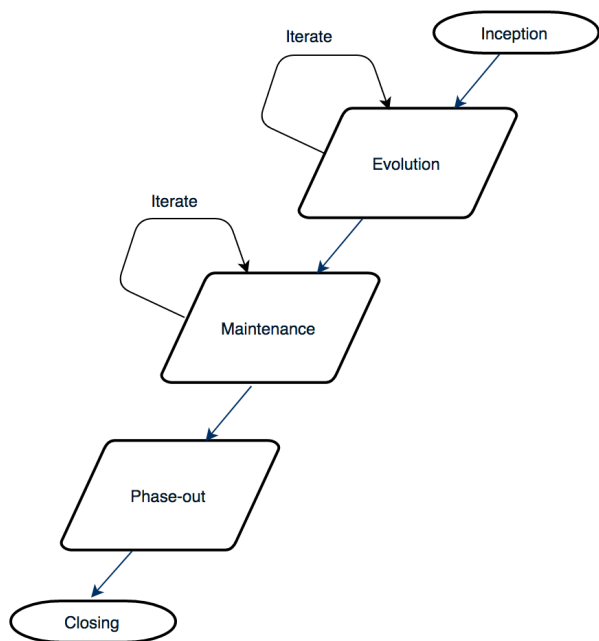 Inception
Iterate
Evolution
Iterate
Maintenance
Phase-out
Closing